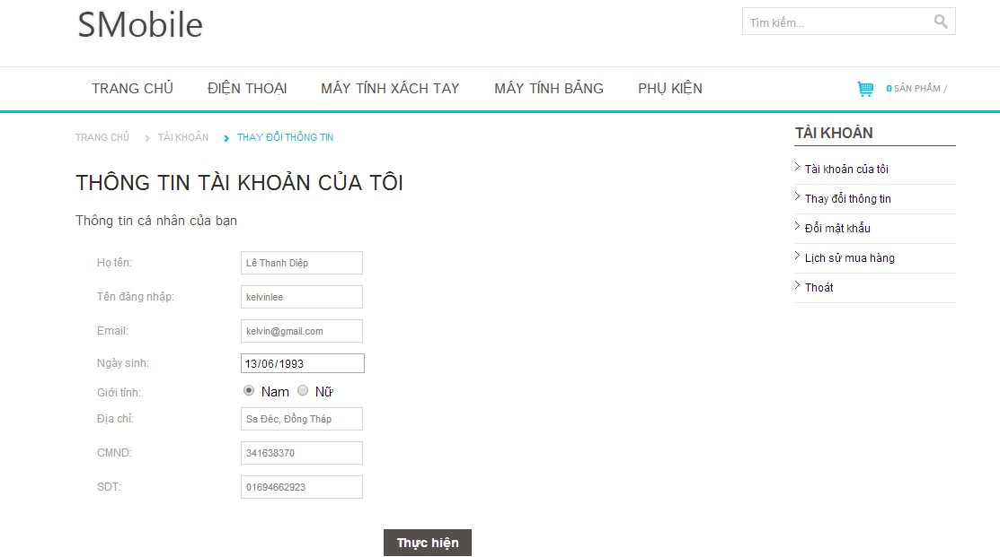 SMobile
Tìm kiếm...
TRANG CHỦ ĐIỆN THOẠI MÁY TÍNH XÁCH TAY MÁY TÍNH BẢNG PHỤ KIỆN 0 SẢN PHẨM /
TRANG CHỦ TÀI KHOẢN THAY ĐỔI THÔNG TIN
THÔNG TIN TÀI KHOẢN CỦA TÔI
Thông tin cá nhân của bạn
Họ tên: Lê Thanh Diệp
Tên đăng nhập: kelvinlee
Email: kelvin@gmail.com
Ngày sinh: 13/06/1993
Giới tính: Nam Nữ
Địa chỉ: Sa Đéc, Đồng Tháp
CMND: 341638370
SDT: 01694662923
Thực hiện
TÀI KHOẢN
Tài khoản của tôi
Thay đổi thông tin
Đổi mật khẩu
Lịch sử mua hàng
Thoát